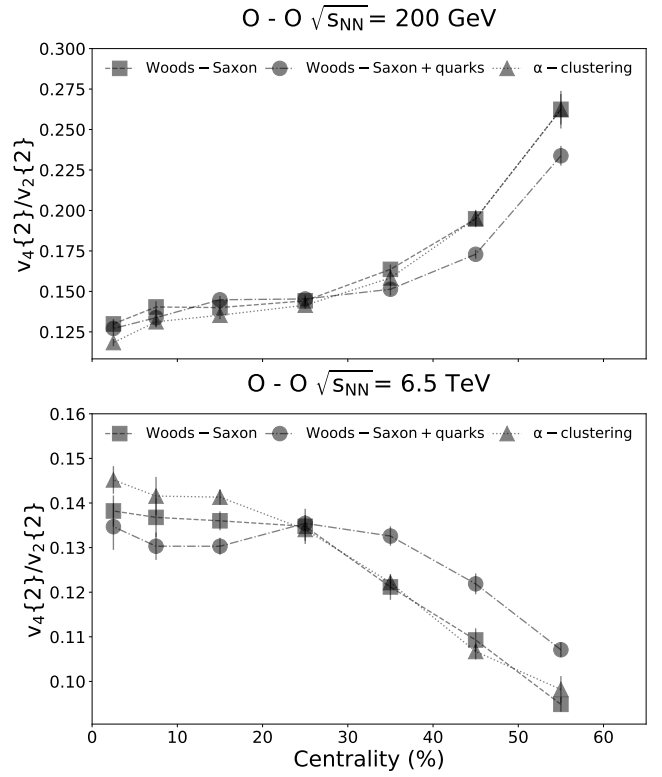 O - O √sNN = 200 GeV
0.300
Woods − Saxon Woods − Saxon + quarks α − clustering
0.275
0.250
0.225
0.200
0.175
0.150
0.125
v4{2}/v2{2}
O - O √sNN = 6.5 TeV
0.16
Woods − Saxon Woods − Saxon + quarks α − clustering
0.15
0.14
0.13
0.12
0.11
0.10
v4{2}/v2{2}
0 10 20 30 40 50 60
Centrality (%)